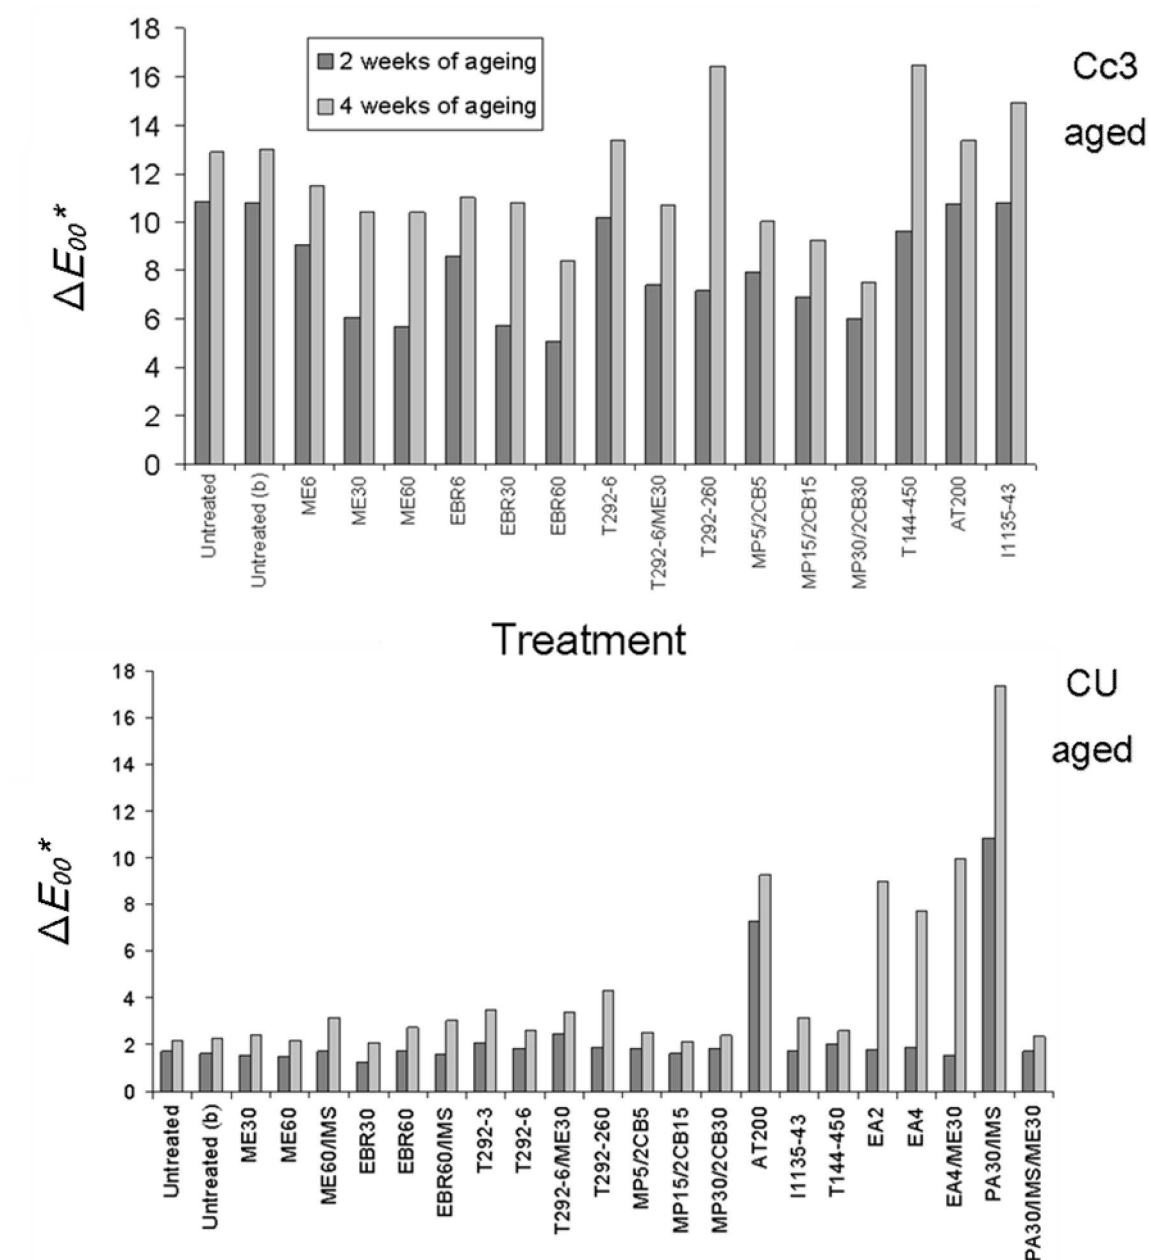 18
16
14
12
10
8
6
4
2
0
ΔE00*
2 weeks of ageing
4 weeks of ageing
Cc3
aged
Untreated
Untreated (b)
ME6
ME30
ME60
EBR6
EBR30
EBR60
T292-6
T292-6/ME30
T292-260
MP5/2CB5
MP15/2CB15
MP30/2CB30
T144-450
AT200
I1135-43
Treatment
18
16
14
12
10
8
6
4
2
0
ΔE00*
CU
aged
Untreated
Untreated (b)
ME30
ME60
ME60/IMS
EBR30
EBR60
EBR60/IMS
T292-3
T292-6
T292-6/ME30
T292-260
MP5/2CB5
MP15/2CB15
MP30/2CB30
AT200
I1135-43
T144-450
EA2
EA4
EA4/ME30
PA30/IMS
PA30/IMS/ME30